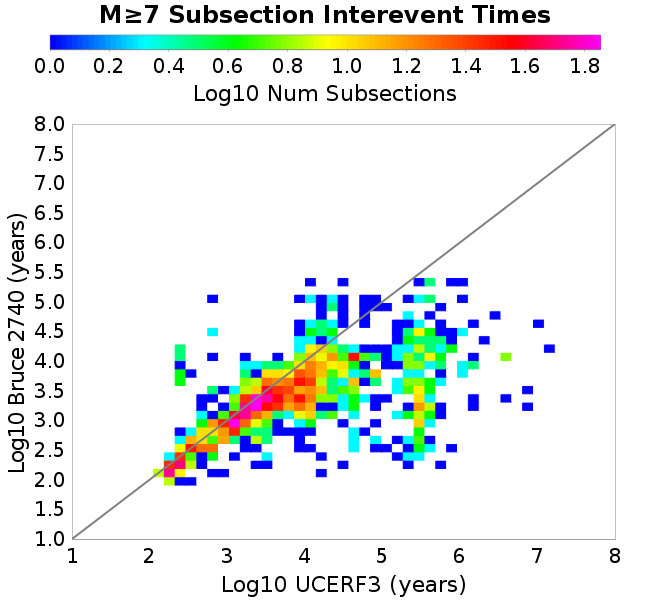 M≥7 Subsection Interevent Times
0.0 0.2 0.4 0.6 0.8 1.0 1.2 1.4 1.6 1.8
Log10 Num Subsections
8.0
7.5
7.0
6.5
6.0
5.5
5.0
4.5
4.0
3.5
3.0
2.5
2.0
1.5
1.0
Log10 Bruce 2740 (years)
1 2 3 4 5 6 7 8
Log10 UCERF3 (years)